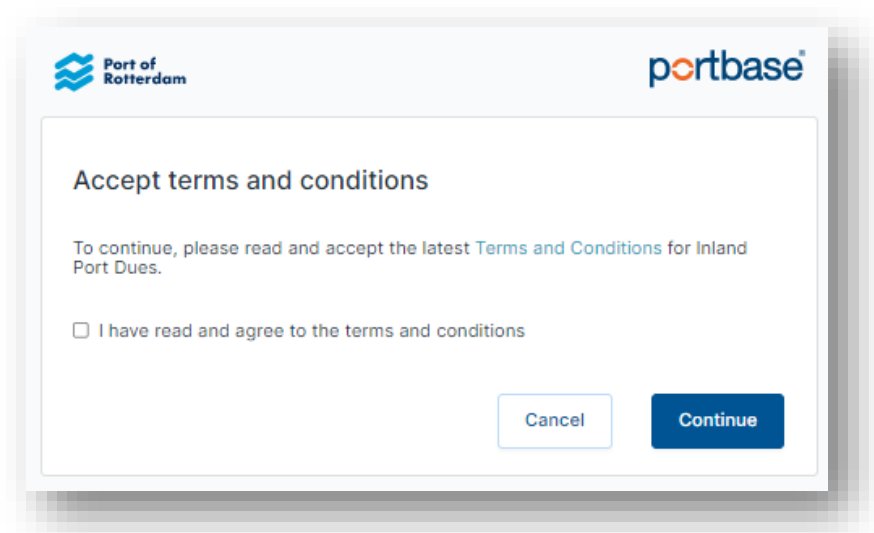 Port of
Rotterdam
portbase®
Accept terms and conditions
To continue, please read and accept the latest Terms and Conditions for Inland
Port Dues.
I have read and agree to the terms and conditions
Cancel
Continue